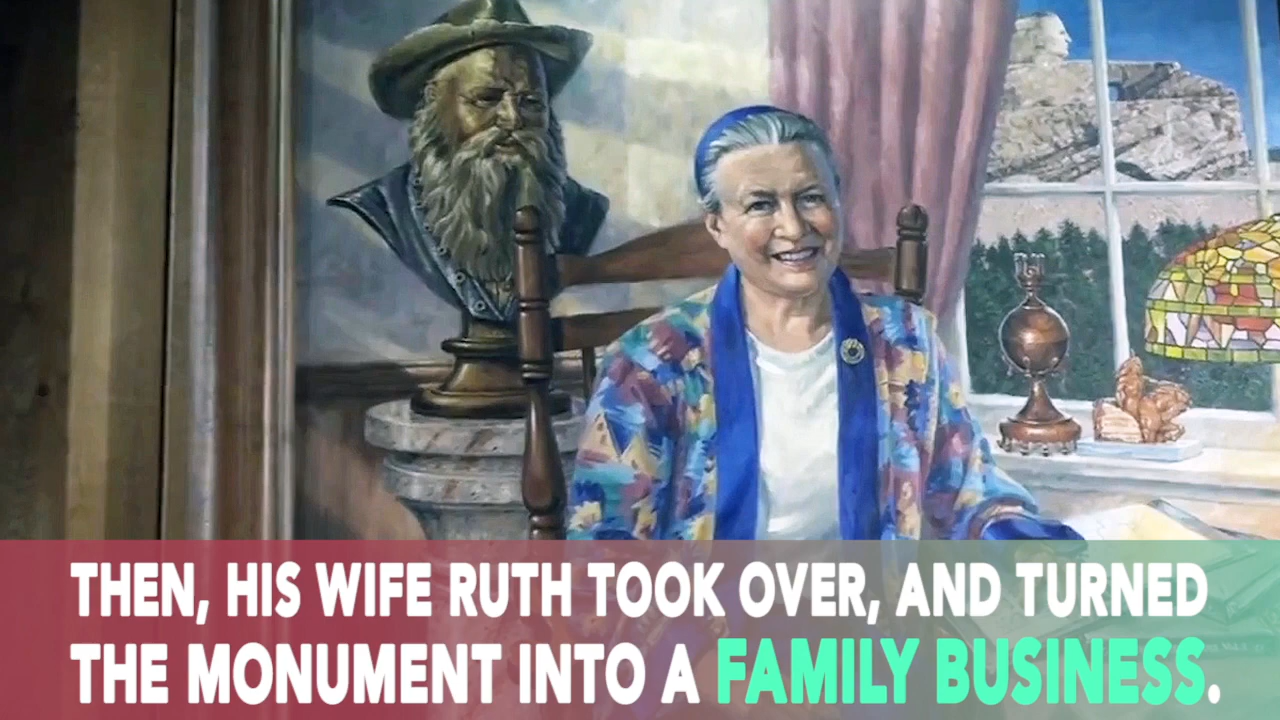 THEN, HIS WIFE RUTH TOOK OVER, AND TURNED
THE MONUMENT INTO A FAMILY BUSINESS.